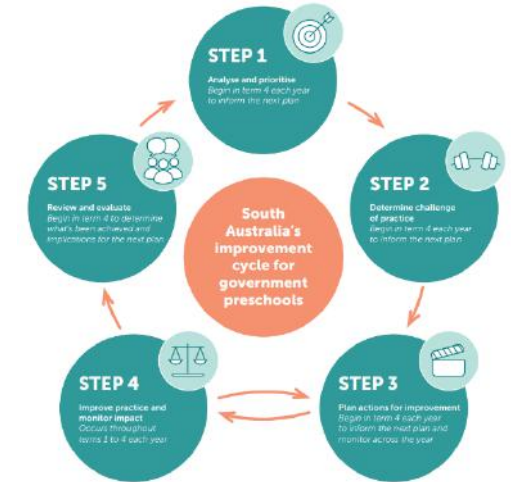 STEP 1
Analyse and prioritise
Begin in term 4 each year
to inform the next plan
STEP 2
Determine challenge
of practice
Begin in term 4 each year
to inform the next plan
STEP 3
Plan actions for improvement
Begin in term 4 each year
to inform the next plan and
monitor across the year
STEP 4
Improve practice and
monitor impact
Occurs throughout
terms 1 to 4 each year
STEP 5
Review and evaluate
Begin in term 4 to determine
what's been achieved and
implications for the next plan
South
Australia's
improvement
cycle for
government
preschools